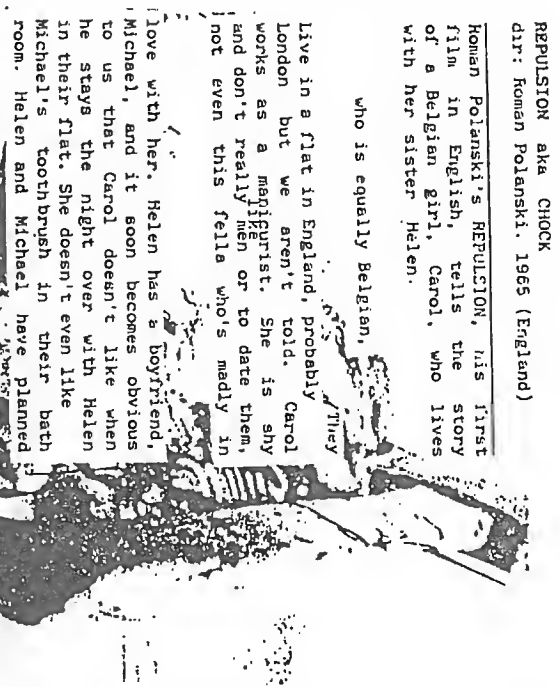 REPULSION aka CHOCK
dir: Roman Polanski. 1965 (England)
Roman Polanski's REPULSION, his first
film in English, tells the story
of a Belgian girl, Carol, who lives
with her sister Helen.
who is equally Belgian,
They
Live in a flat in England, probably
London but we aren't told. Carol
works as a manicurist. She is shy
like
and don't really men or to date them,
not even this fella who's madly in
love with her. Helen has a boyfriend,
Michael, and it soon becomes obvious
to us that Carol doesn't like when
he stays the night over with Helen
in their flat. She doesn't even like
Michael's toothbrush in their bath
room. Helen and Michael have planned